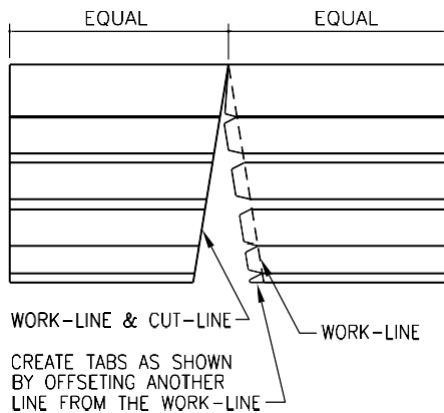 EQUAL EQUAL
WORK-LINE & CUT-LINE
WORK-LINE
CREATE TABS AS SHOWN
BY OFFSETING ANOTHER
LINE FROM THE WORK-LINE